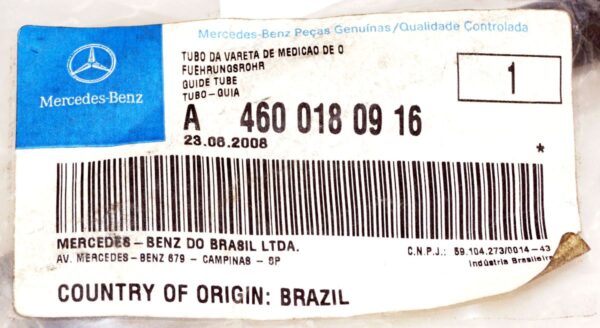 Mercedes-Benz Peças Genuínas/Qualidade Controlada
Mercedes-Benz
TUBO DA VARETA DE MEDICAO DE O
FUEHRUNGSROHR
GUIDE TUBE
TUBO-GUIA
1
A 460 018 09 16
23.06.2008
*
MERCEDES-BENZ DO BRASIL LTDA.
AV. MERCEDES-BENZ 679 - CAMPINAS - SP
C.N.P.J.: 59.104.273/0014-43
Indústria Brasileira
COUNTRY OF ORIGIN: BRAZIL